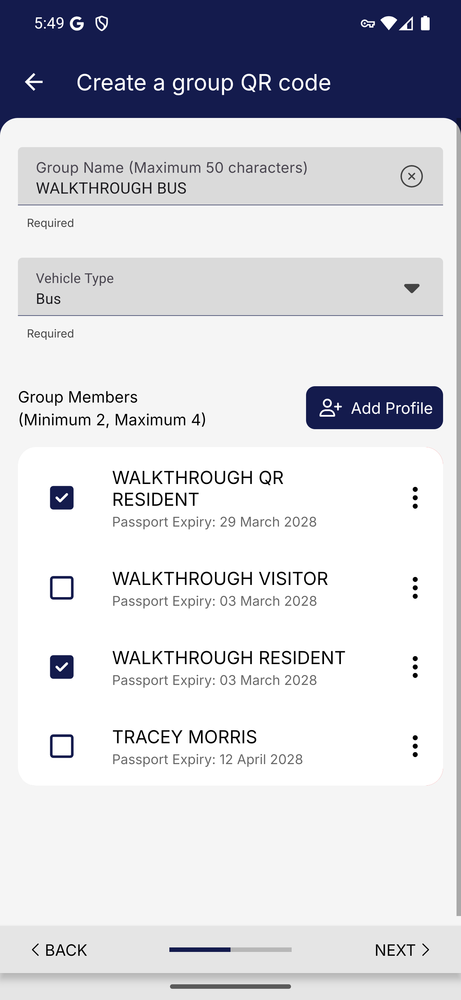 5:49
Create a group QR code
Group Name (Maximum 50 characters)
WALKTHROUGH BUS
Required
Vehicle Type
Bus
Required
Group Members
(Minimum 2, Maximum 4)
Add Profile
WALKTHROUGH QR
RESIDENT
Passport Expiry: 29 March 2028
WALKTHROUGH VISITOR
Passport Expiry: 03 March 2028
WALKTHROUGH RESIDENT
Passport Expiry: 03 March 2028
TRACEY MORRIS
Passport Expiry: 12 April 2028
BACK
NEXT